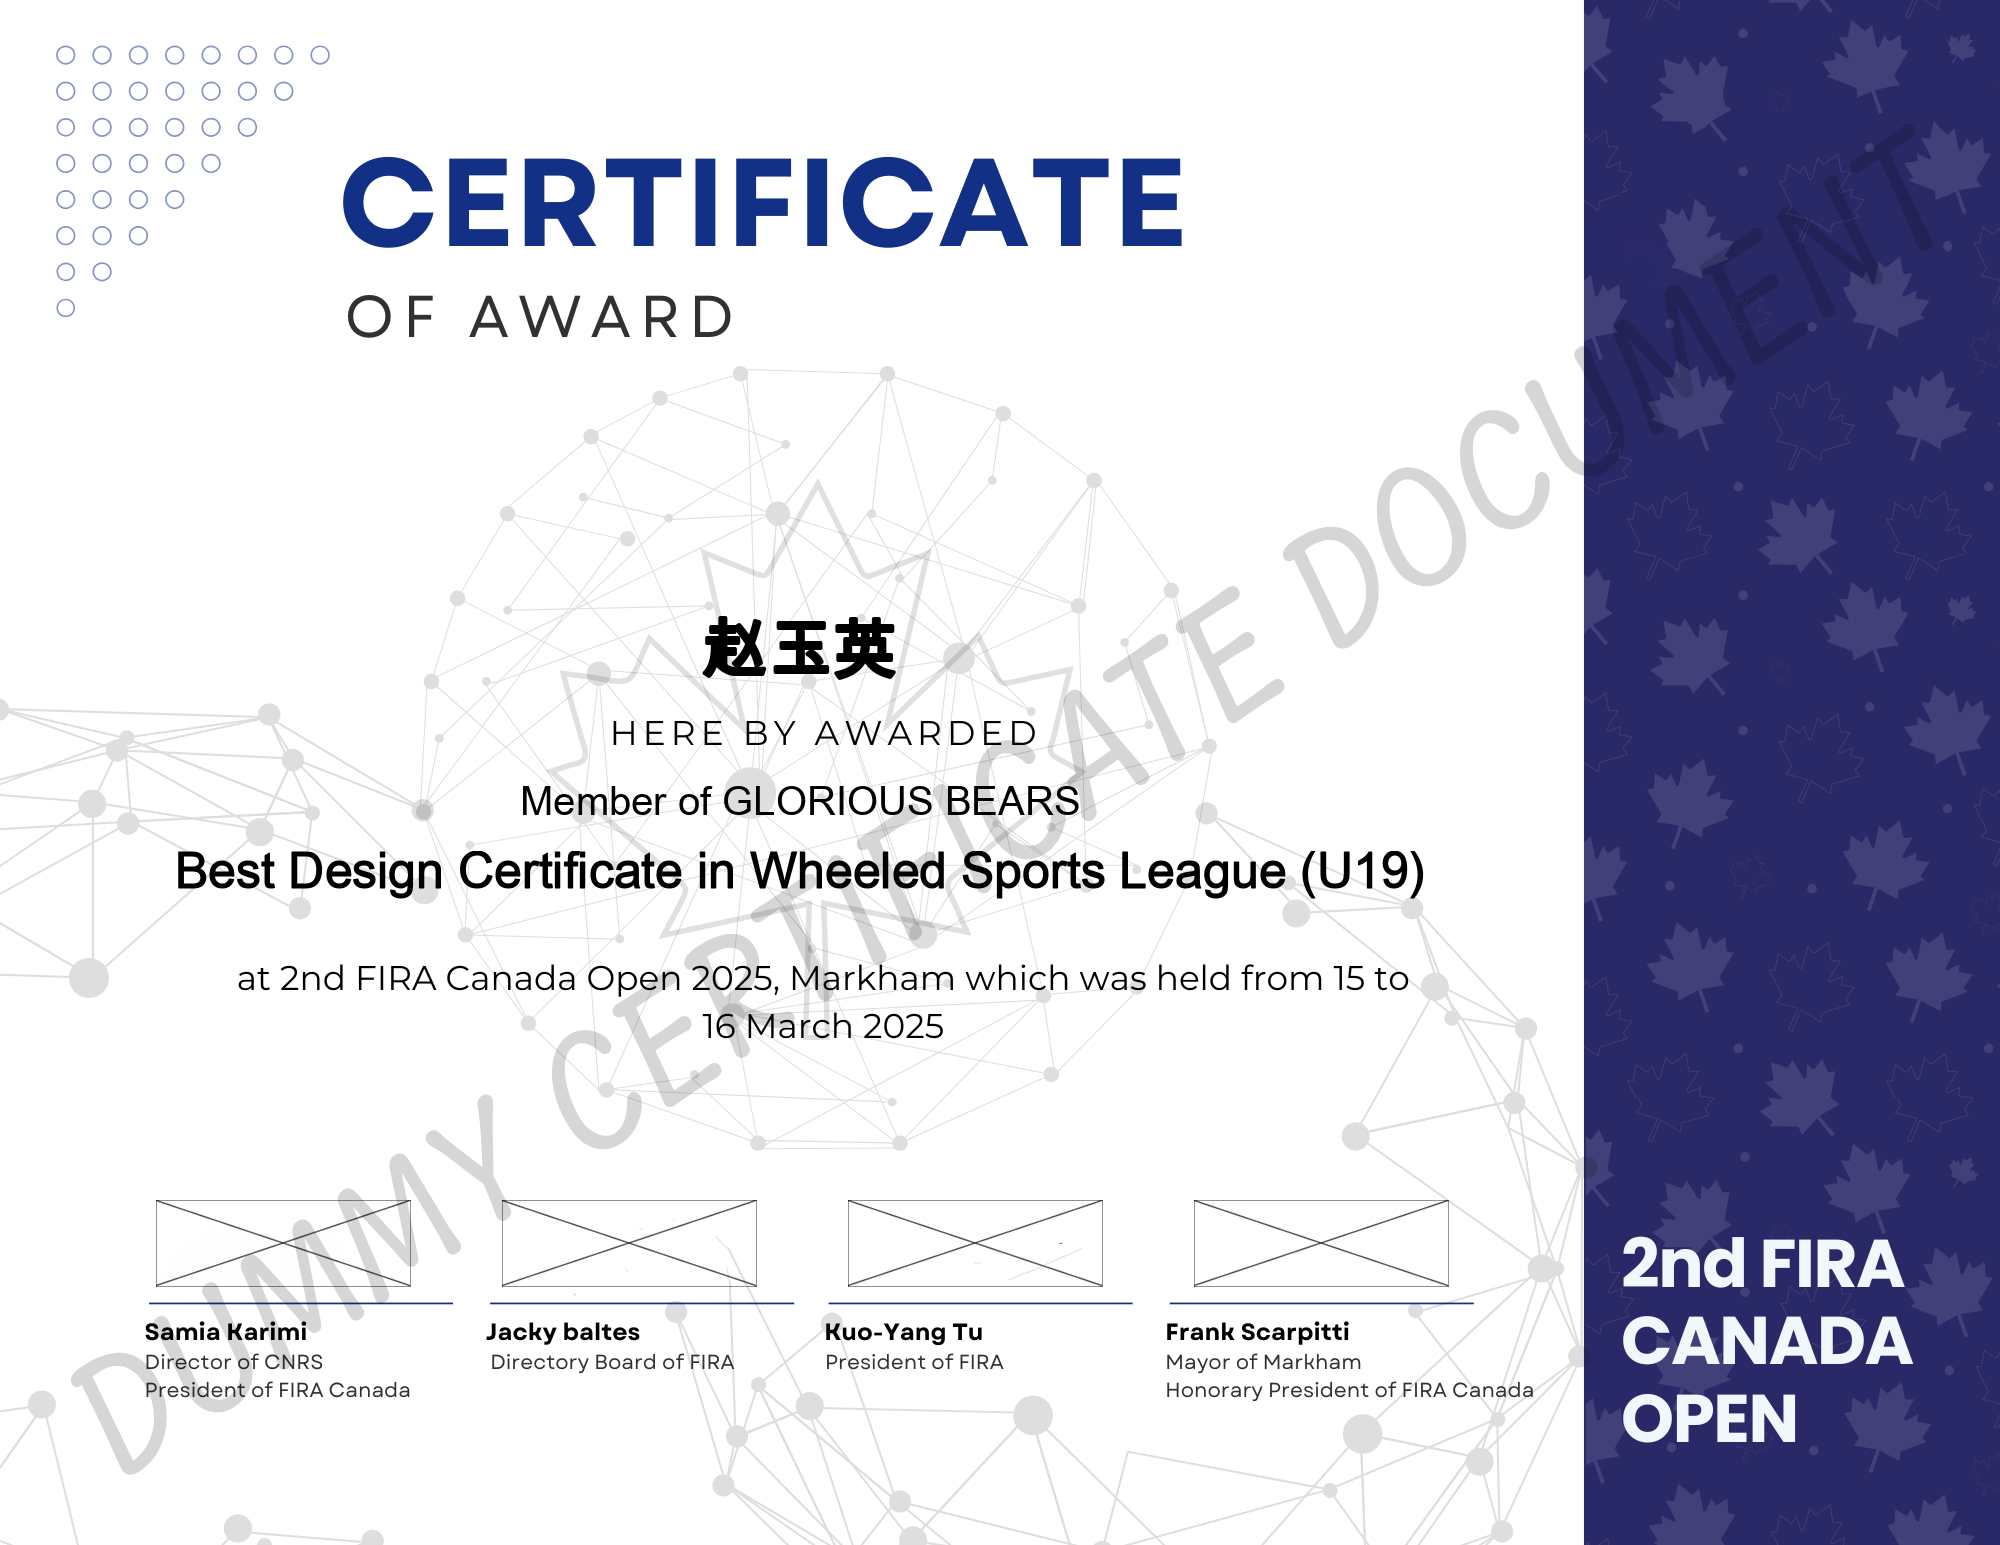 CERTIFICATE
OF AWARD
赵玉英
HERE BY AWARDED
Member of GLORIOUS BEARS
Best Design Certificate in Wheeled Sports League (U19)
at 2nd FIRA Canada Open 2025, Markham which was held from 15 to
16 March 2025
Samia Karimi
Director of CNRS
President of FIRA Canada
Jacky baltes
Directory Board of FIRA
Kuo-Yang Tu
President of FIRA
Frank Scarpitti
Mayor of Markham
Honorary President of FIRA Canada
2nd FIRA
CANADA
OPEN
DUMMY CERTIFICATE DOCUMENT